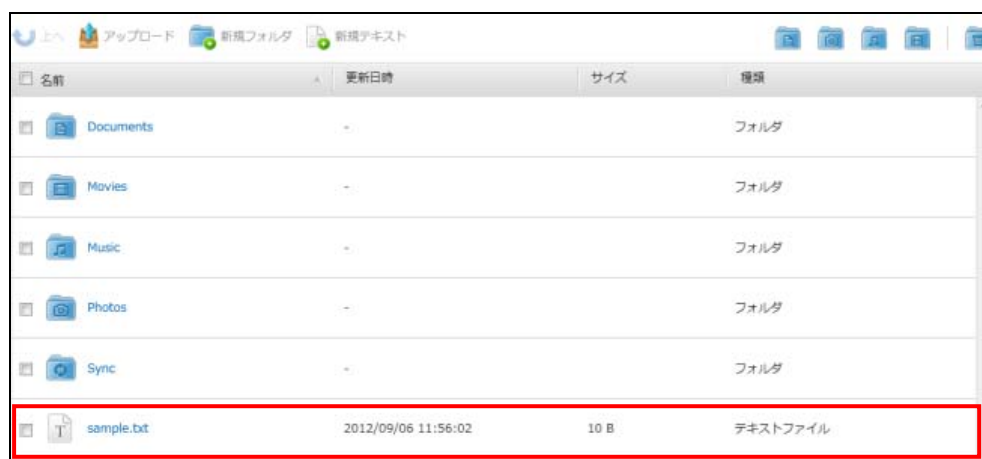 上へ アップロード 新規フォルダ 新規テキスト
名前 更新日時 サイズ 種類
Documents - フォルダ
Movies - フォルダ
Music - フォルダ
Photos - フォルダ
Sync - フォルダ
sample.txt 2012/09/06 11:56:02 10 B テキストファイル